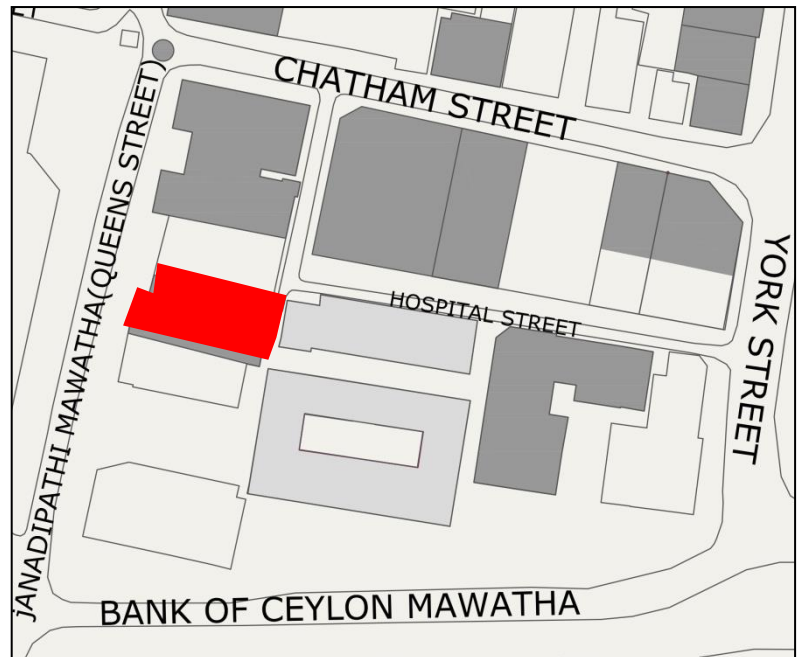 CHATHAM STREET
jANADIPATHI MAWATHA(QUEENS STREET)
HOSPITAL STREET
YORK STREET
BANK OF CEYLON MAWATHA